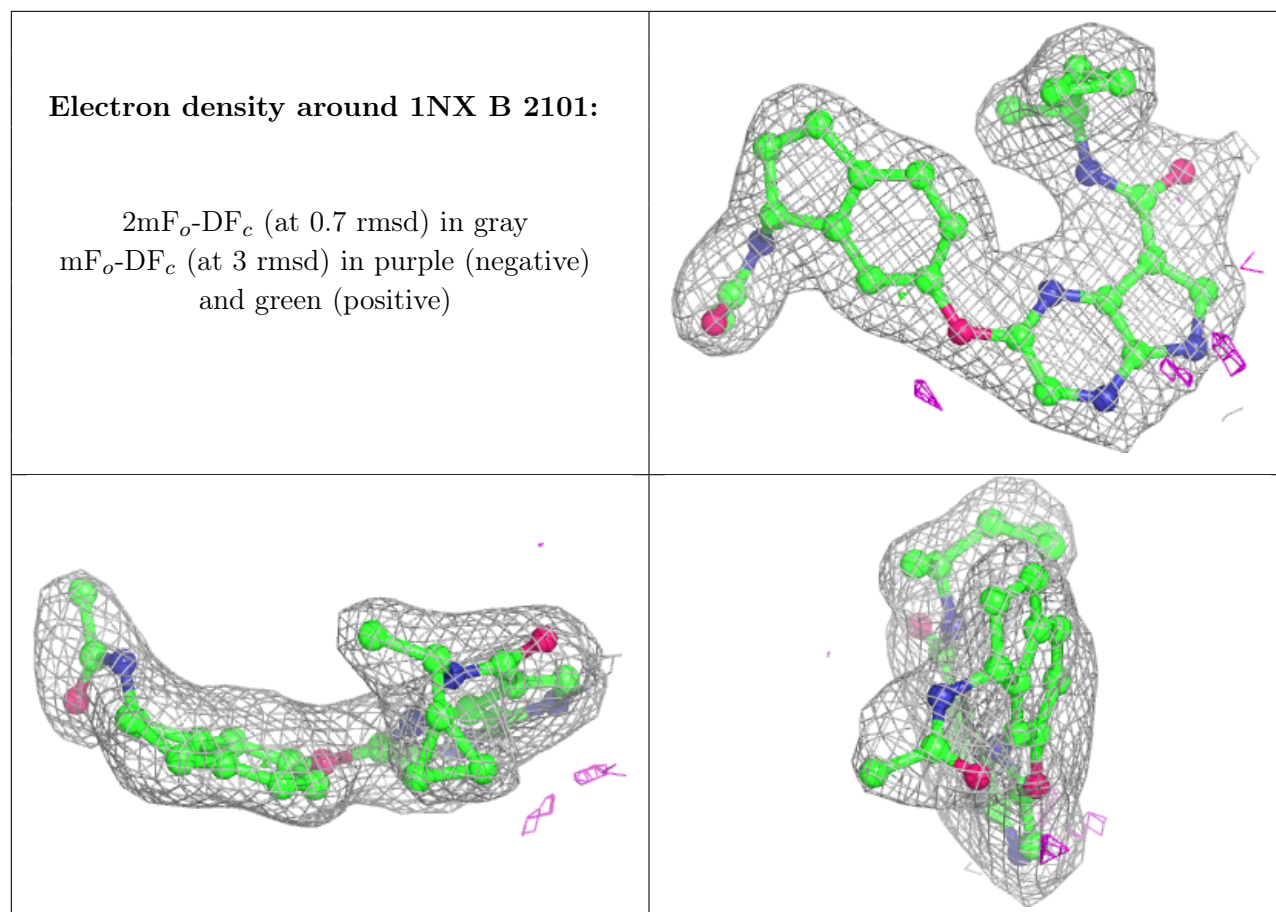 Electron density around 1NX B 2101:
2mFo-DFc (at 0.7 rmsd) in gray
mFo-DFc (at 3 rmsd) in purple (negative)
and green (positive)